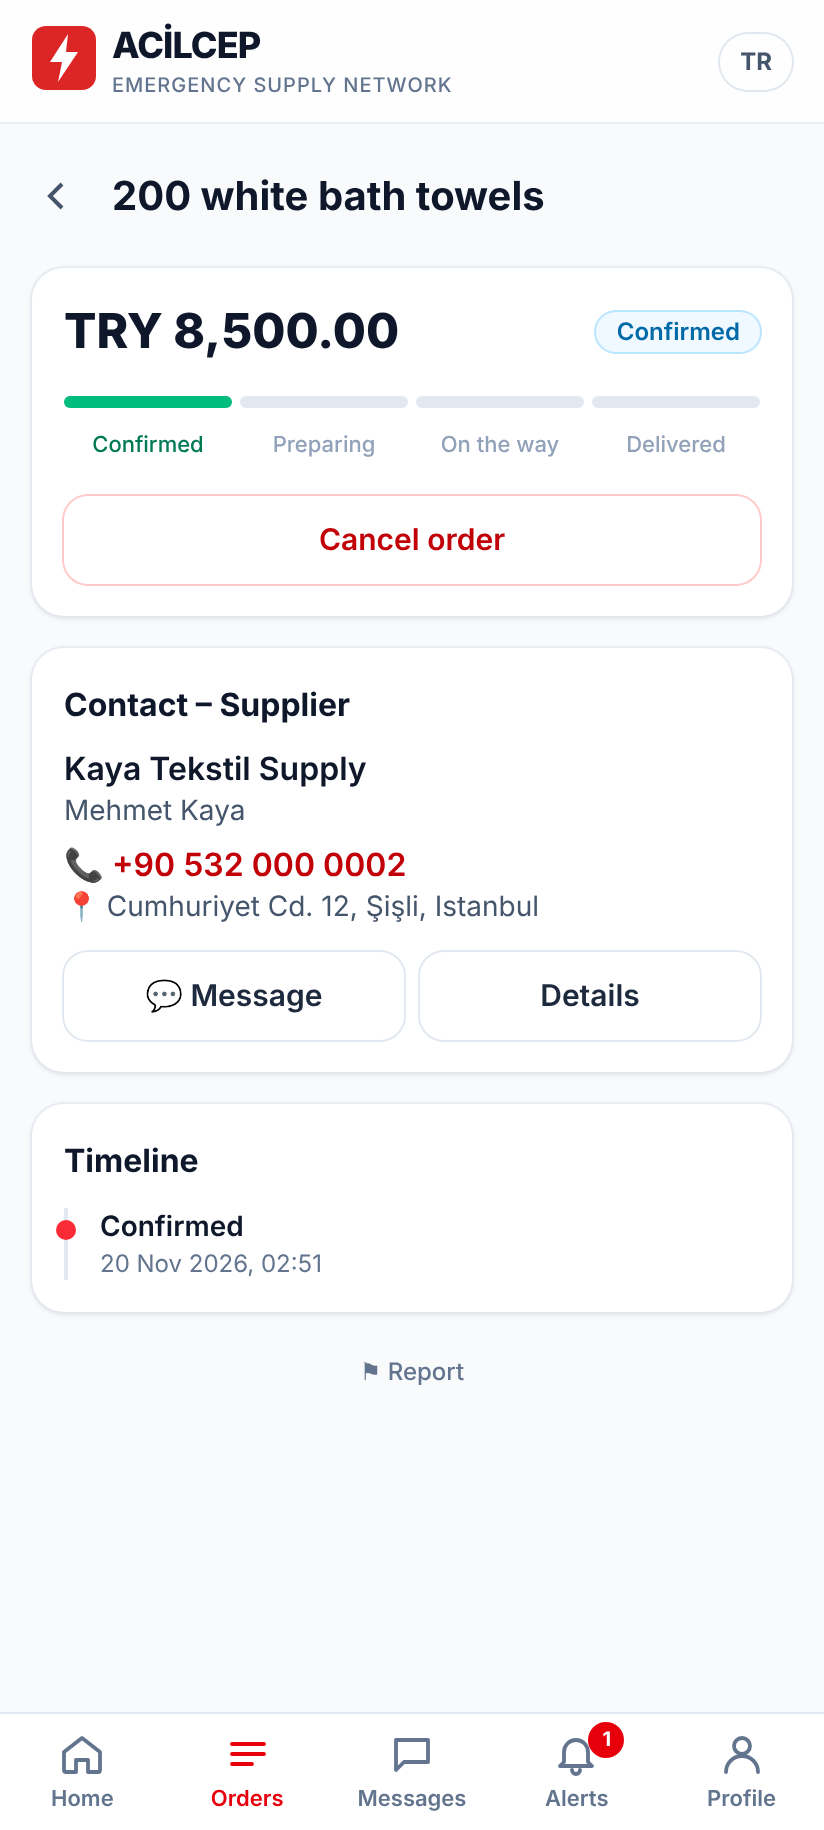 ACİLCEP
EMERGENCY SUPPLY NETWORK
TR
200 white bath towels
TRY 8,500.00
Confirmed
Confirmed
Preparing
On the way
Delivered
Cancel order
Contact – Supplier
Kaya Tekstil Supply
Mehmet Kaya
📞 +90 532 000 0002
📍 Cumhuriyet Cd. 12, Şişli, Istanbul
💬 Message
Details
Timeline
Confirmed
20 Nov 2026, 02:51
⚑ Report
1
Home
Orders
Messages
Alerts
Profile